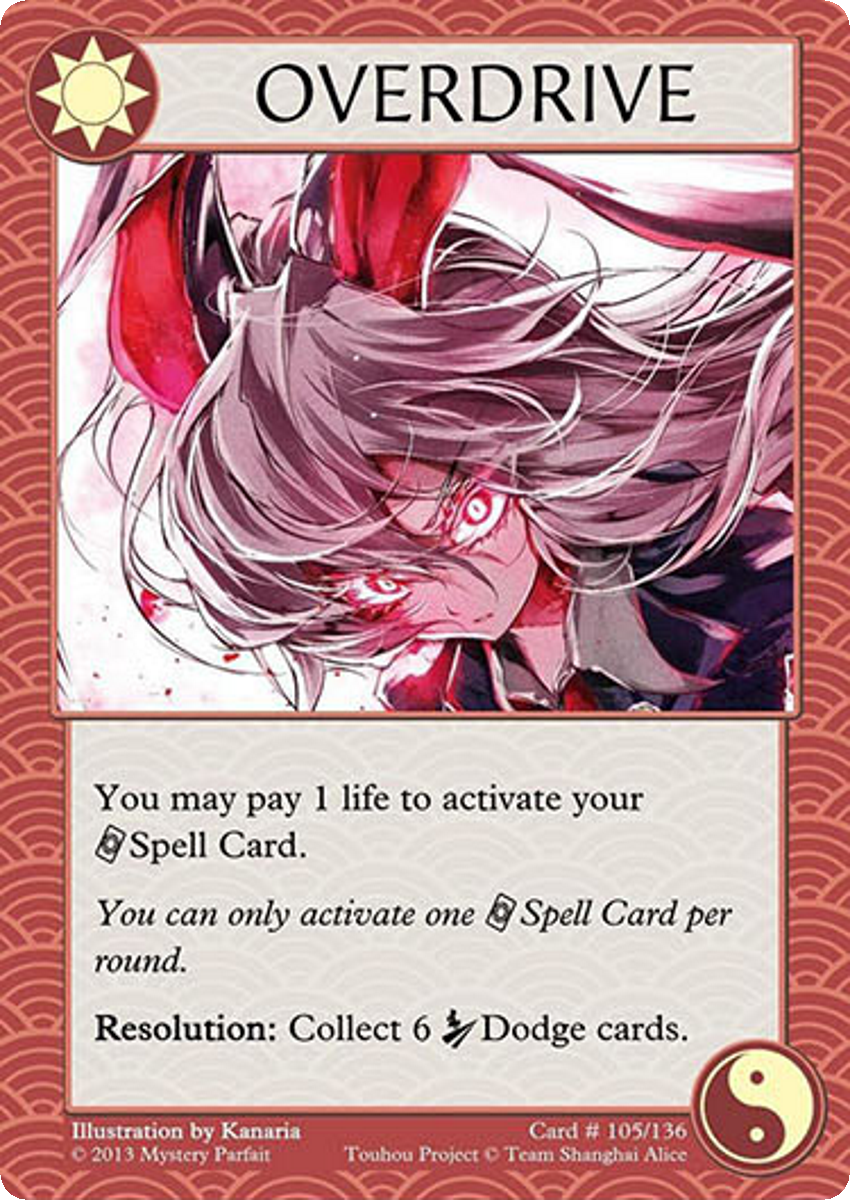 OVERDRIVE
You may pay 1 life to activate your
Spell Card.
You can only activate one Spell Card per
round.
Resolution: Collect 6 Dodge cards.
Illustration by Kanaria
Card # 105/136
© 2013 Mystery Parfait
Touhou Project © Team Shanghai Alice